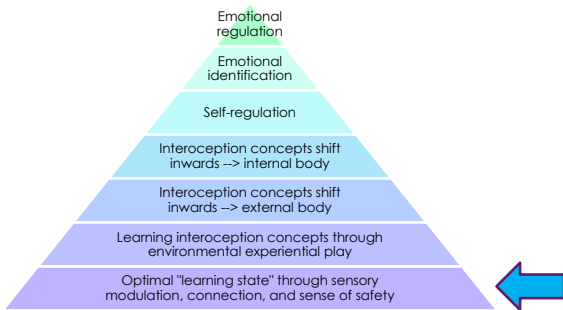 Emotional
regulation
Emotional
identification
Self-regulation
Interoception concepts shift
inwards --> internal body
Interoception concepts shift
inwards --> external body
Learning interoception concepts through
environmental experiential play
Optimal "learning state" through sensory
modulation, connection, and sense of safety